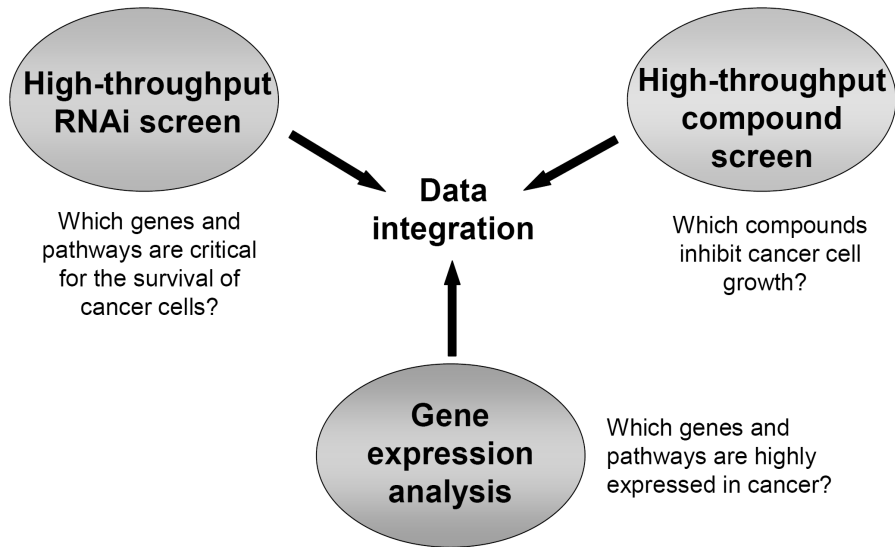 High-throughput
RNAi screen
High-throughput
compound
screen
Data
integration
Which genes and
pathways are critical
for the survival of
cancer cells?
Which compounds
inhibit cancer cell
growth?
Gene
expression
analysis
Which genes and
pathways are highly
expressed in cancer?